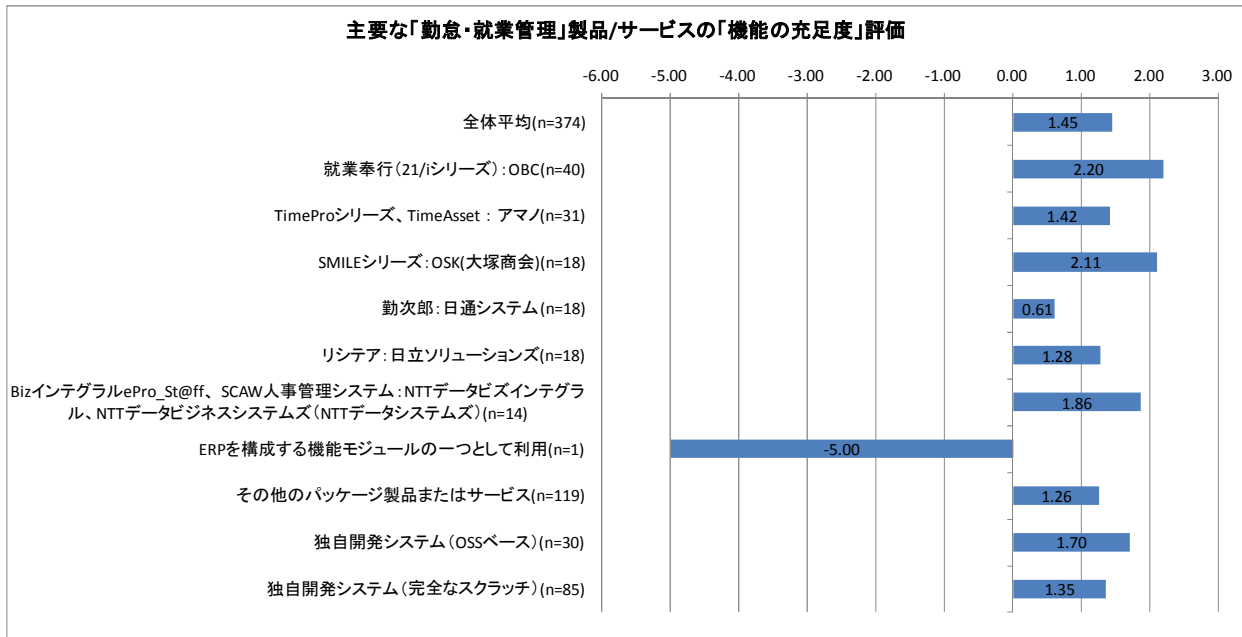 主要な「勤怠・就業管理」製品/サービスの「機能の充足度」評価
-6.00 -5.00 -4.00 -3.00 -2.00 -1.00 0.00 1.00 2.00 3.00
全体平均(n=374) 1.45
就業奉行(21/iシリーズ):OBC(n=40) 2.20
TimeProシリーズ、TimeAsset : アマノ(n=31) 1.42
SMILEシリーズ:OSK(大塚商会)(n=18) 2.11
勤次郎:日通システム(n=18) 0.61
リシテア:日立ソリューションズ(n=18) 1.28
BizインテグラルePro_St@ff、SCAW人事管理システム:NTTデータビズインテグ
ラル、NTTデータビジネスシステムズ(NTTデータシステムズ)(n=14) 1.86
ERPを構成する機能モジュールの一つとして利用(n=1) -5.00
その他のパッケージ製品またはサービス(n=119) 1.26
独自開発システム(OSSベース)(n=30) 1.70
独自開発システム(完全なスクラッチ)(n=85) 1.35